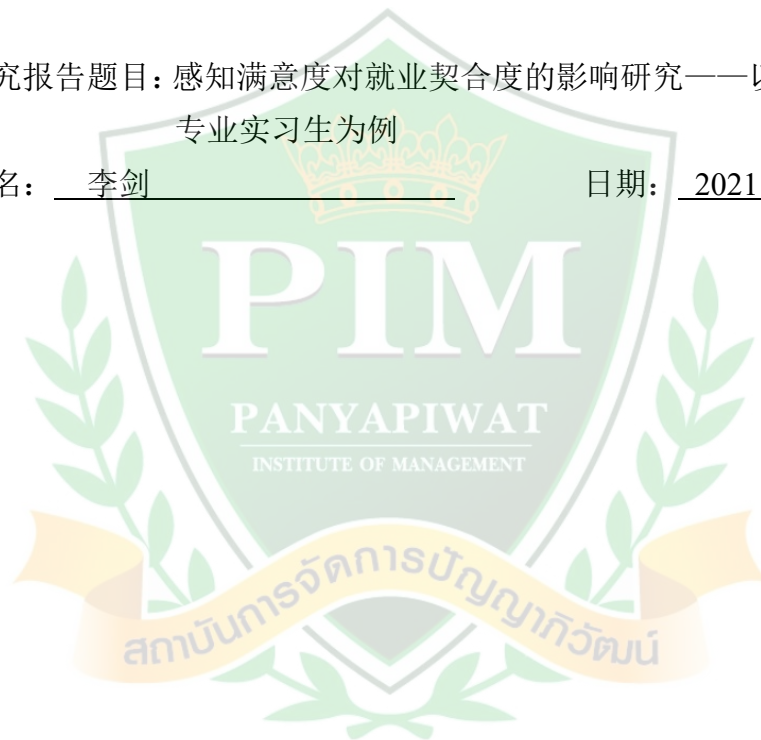 究报告题目：感知满意度对就业契合度的影响研究——以
专业实习生为例
名： 李剑 日期： 2021
PIM
PANYAPIWAT
INSTITUTE OF MANAGEMENT
สถาบันการจัดการปัญญาภิวัฒน์